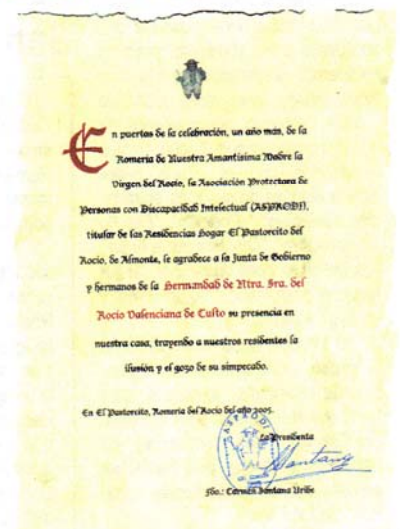 En puertas de la celebración, un año más, de la
Romería de Nuestra Amantísima Madre la
Virgen del Rocío, la Asociación Protectora de
Personas con Discapacidad Intelectual (ASPRODI),
titular de las Residencias Hogar El Pastorcito del
Rocío, de Almonte, le agradece a la Junta de Gobierno
y hermanos de la Hermandad de Ntra. Sra. del
Rocío Valenciana de Culto su presencia en
nuestra casa, trayendo a nuestros residentes la
ilusión y el gozo de su simpecado.
En El Pastorcito, Romería del Rocío del año 2005.
La Presidenta
ASPRODI
Santana
Fdo.: Carmen Santana Uribe